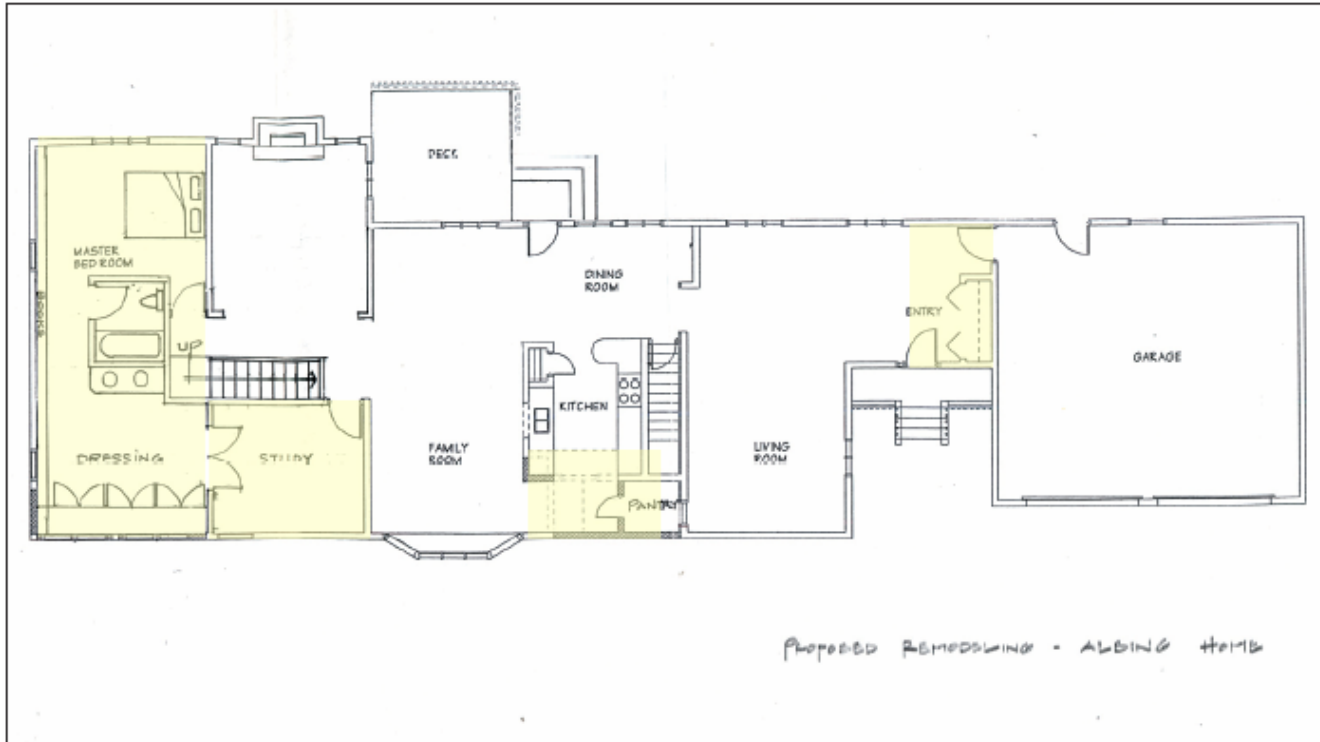 DECK
MASTER
BED ROOM
BOOKS
UP
DINING
ROOM
ENTRY
GARAGE
KITCHEN
DRESSING
STUDY
FAMILY
ROOM
LIVING
ROOM
PANTRY
PROPOSED REMODELING - ALBING HOME